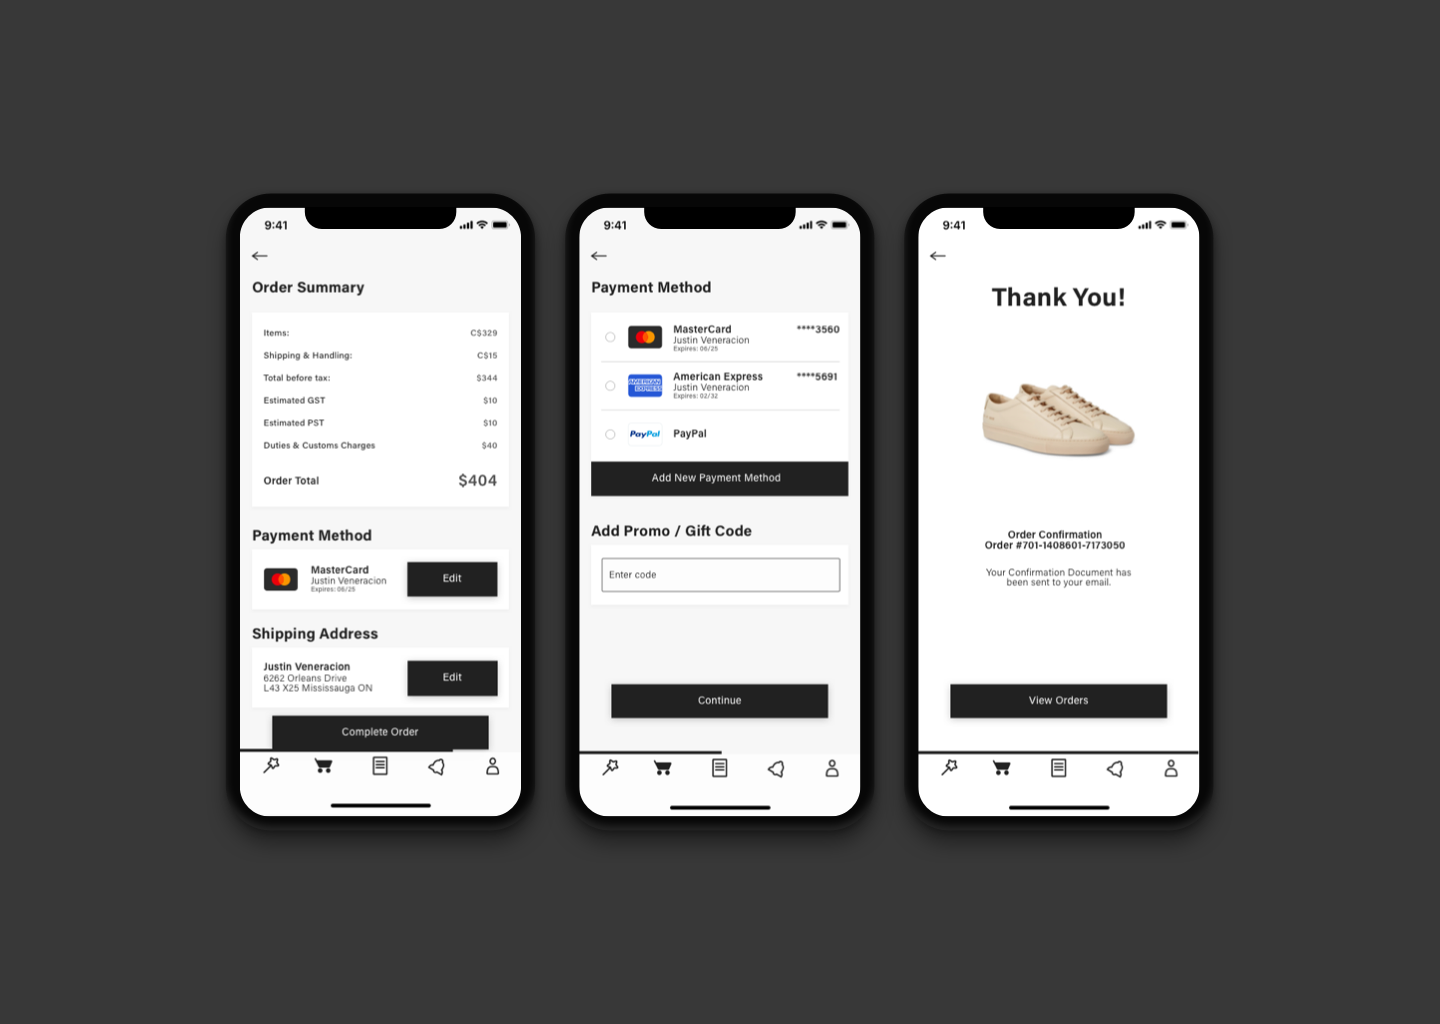 9:41
Order Summary
Items: C$329
Shipping & Handling: C$15
Total before tax: $344
Estimated GST $10
Estimated PST $10
Duties & Customs Charges $40
Order Total $404
Payment Method
MasterCard
Justin Veneracion
Expires: 06/25
Edit
Shipping Address
Justin Veneracion
6262 Orleans Drive
L43 X25 Mississauga ON
Edit
Complete Order
9:41
Payment Method
MasterCard ****3560
Justin Veneracion
Expires: 06/25
AMERICAN
EXPRESS
American Express ****5691
Justin Veneracion
Expires: 02/32
PayPal PayPal
Add New Payment Method
Add Promo / Gift Code
Enter code
Continue
9:41
Thank You!
Order Confirmation
Order #701-1408601-7173050
Your Confirmation Document has
been sent to your email.
View Orders